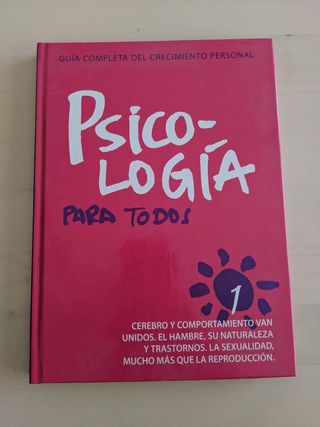 GUÍA COMPLETA DEL CRECIMIENTO PERSONAL
PSICO-
LOGÍA
PARA TODOS
1
CEREBRO Y COMPORTAMIENTO VAN
UNIDOS. EL HAMBRE, SU NATURALEZA
Y TRASTORNOS. LA SEXUALIDAD,
MUCHO MÁS QUE LA REPRODUCCIÓN.